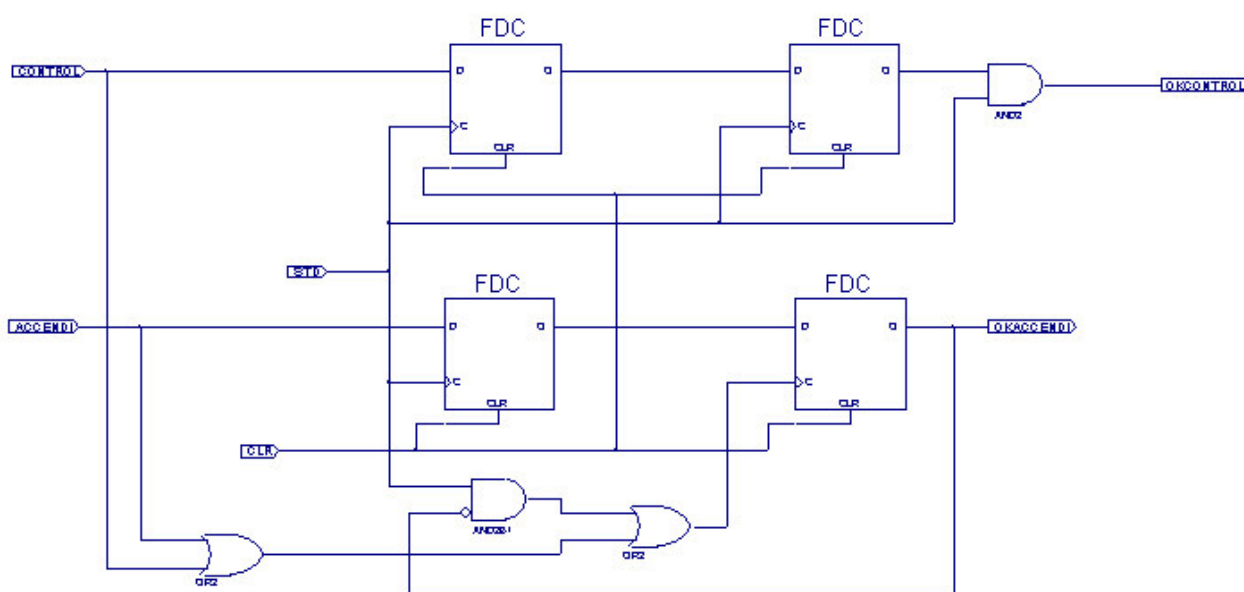 FDC FDC
CONTROL D Q D Q OKCONTROL
C C AND2
CLR CLR
STD
FDC FDC
ACCENDI D Q D Q OKACCENDI
C C
CLR CLR
CLR
AND2B1
OR2
OR2